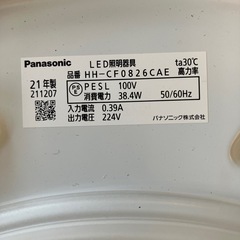 Panasonic LED照明器具 ta30℃
品番 HH-CF0826CAE 高力率
21年製 PS E PESL 100V
211207 消費電力 38.4W 50/60Hz
入力電流 0.39A
出力電圧 224V パナソニック株式会社